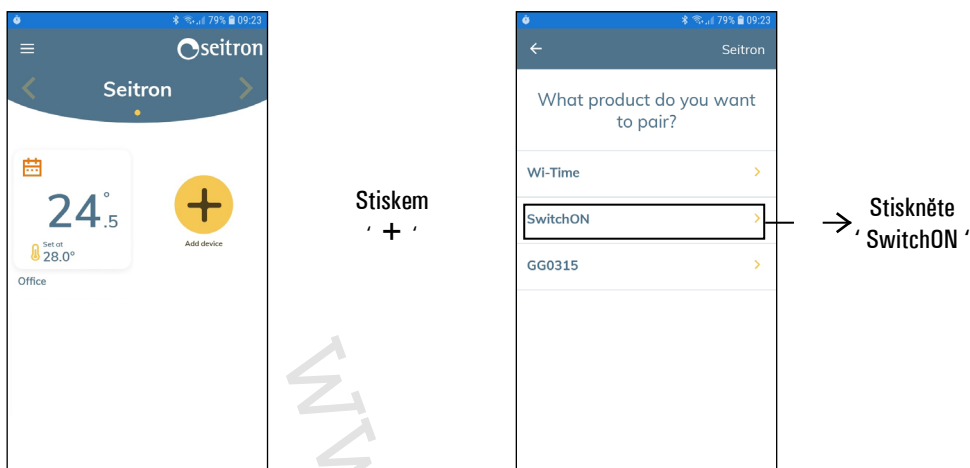 79% 09:23
seitron
Seitron
24°.5
Set at
28.0°
Add device
Office
Stiskem
‘ + ‘
79% 09:23
Seitron
What product do you want
to pair?
Wi-Time
SwitchON
GG0315
Stiskněte
‘ SwitchON ‘